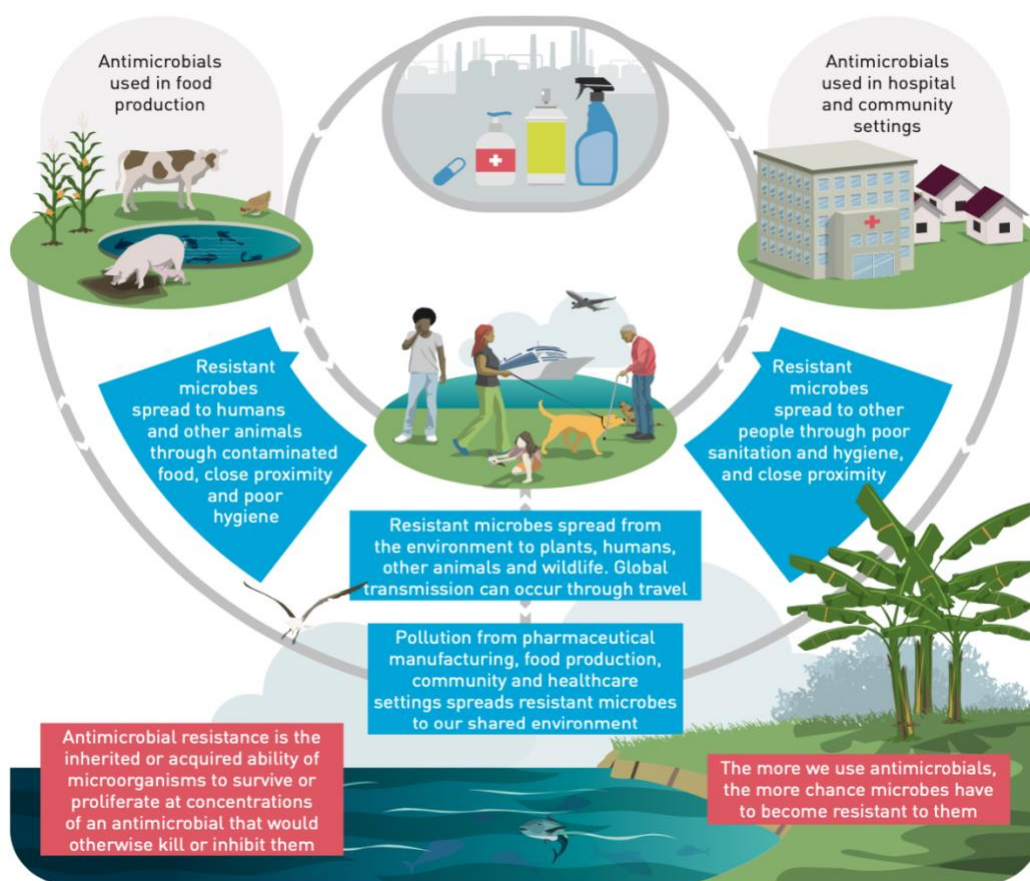 Antimicrobials
used in food
production
Antimicrobials
used in hospital
and community
settings
Resistant
microbes
spread to humans
and other animals
through contaminated
food, close proximity
and poor
hygiene
Resistant
microbes
spread to other
people through poor
sanitation and hygiene,
and close proximity
Resistant microbes spread from
the environment to plants, humans,
other animals and wildlife. Global
transmission can occur through travel
Pollution from pharmaceutical
manufacturing, food production,
community and healthcare
settings spreads resistant microbes
to our shared environment
Antimicrobial resistance is the
inherited or acquired ability of
microorganisms to survive or
proliferate at concentrations
of an antimicrobial that would
otherwise kill or inhibit them
The more we use antimicrobials,
the more chance microbes have
to become resistant to them